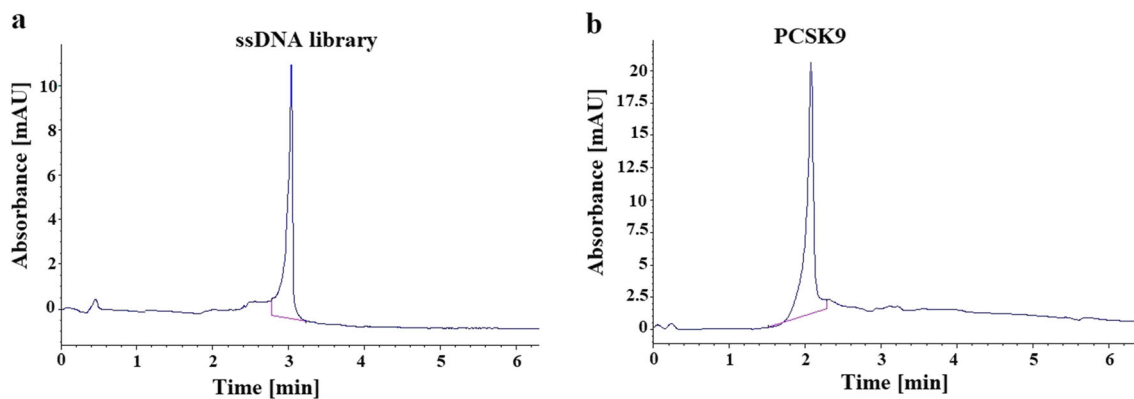 a
ssDNA library
Absorbance [mAU]
10
8
6
4
2
0
0 1 2 3 4 5 6
Time [min]
b
PCSK9
Absorbance [mAU]
20
17.5
15
12.5
10
7.5
5
2.5
0
0 1 2 3 4 5 6
Time [min]